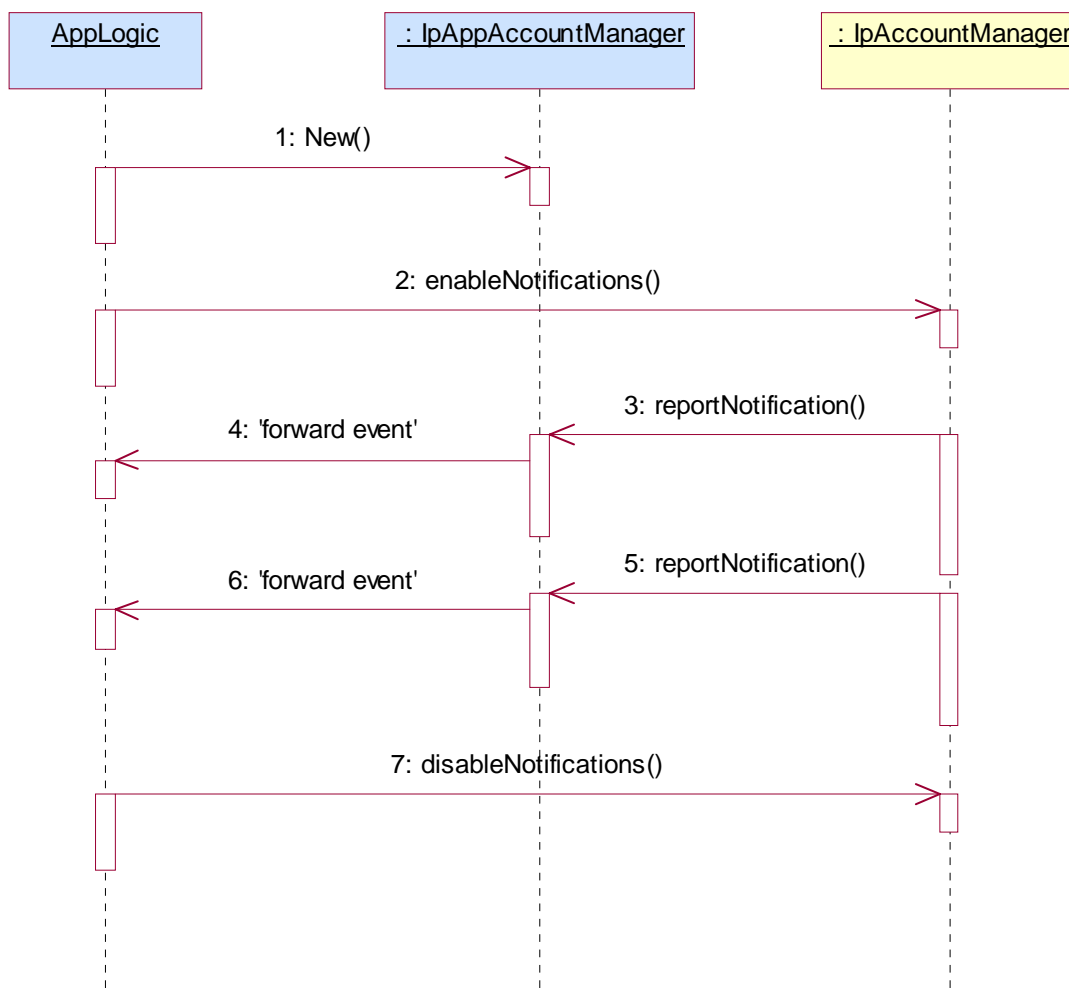 AppLogic
: IpAppAccountManager
: IpAccountManager
1: New()
2: enableNotifications()
3: reportNotification()
4: 'forward event'
5: reportNotification()
6: 'forward event'
7: disableNotifications()